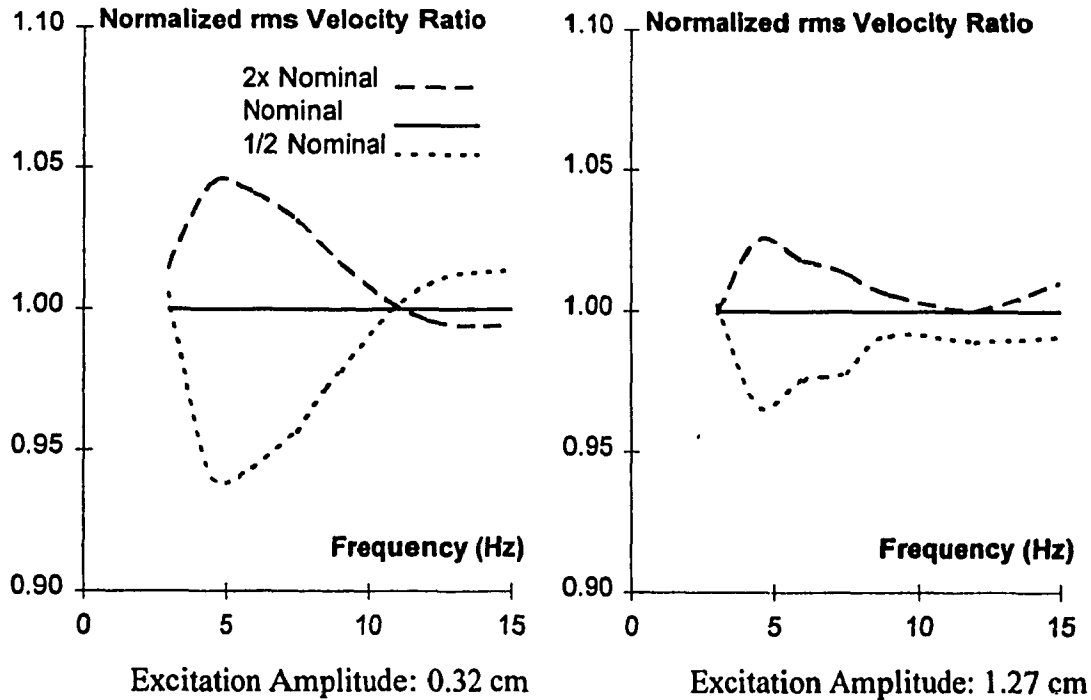 Normalized rms Velocity Ratio
1.10
2x Nominal
Nominal
1/2 Nominal
1.05
1.00
0.95
0.90
Frequency (Hz)
0 5 10 15
Excitation Amplitude: 0.32 cm
Normalized rms Velocity Ratio
1.10
1.05
1.00
0.95
0.90
Frequency (Hz)
0 5 10 15
Excitation Amplitude: 1.27 cm